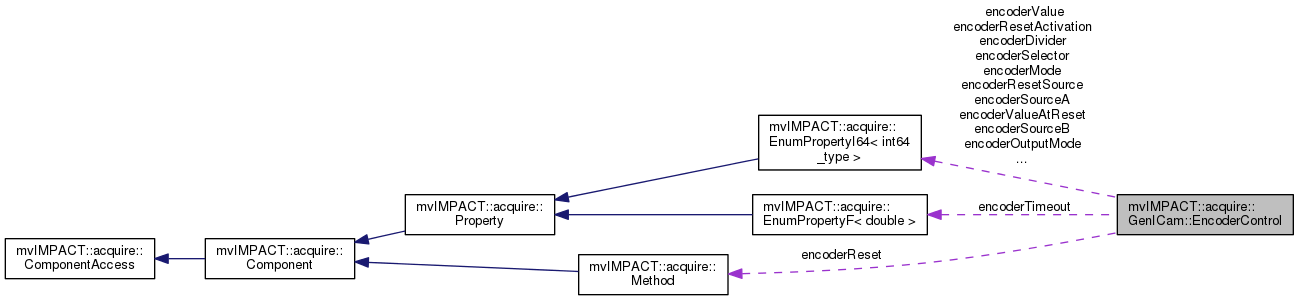 encoderValue
encoderResetActivation
encoderDivider
encoderSelector
encoderMode
encoderResetSource
encoderSourceA
encoderValueAtReset
encoderSourceB
encoderOutputMode
...
mvIMPACT::acquire::
EnumPropertyI64< int64
_type >
mvIMPACT::acquire::
Property
mvIMPACT::acquire::
EnumPropertyF< double >
encoderTimeout
mvIMPACT::acquire::
GenICam::EncoderControl
mvIMPACT::acquire::
ComponentAccess
mvIMPACT::acquire::
Component
encoderReset
mvIMPACT::acquire::
Method